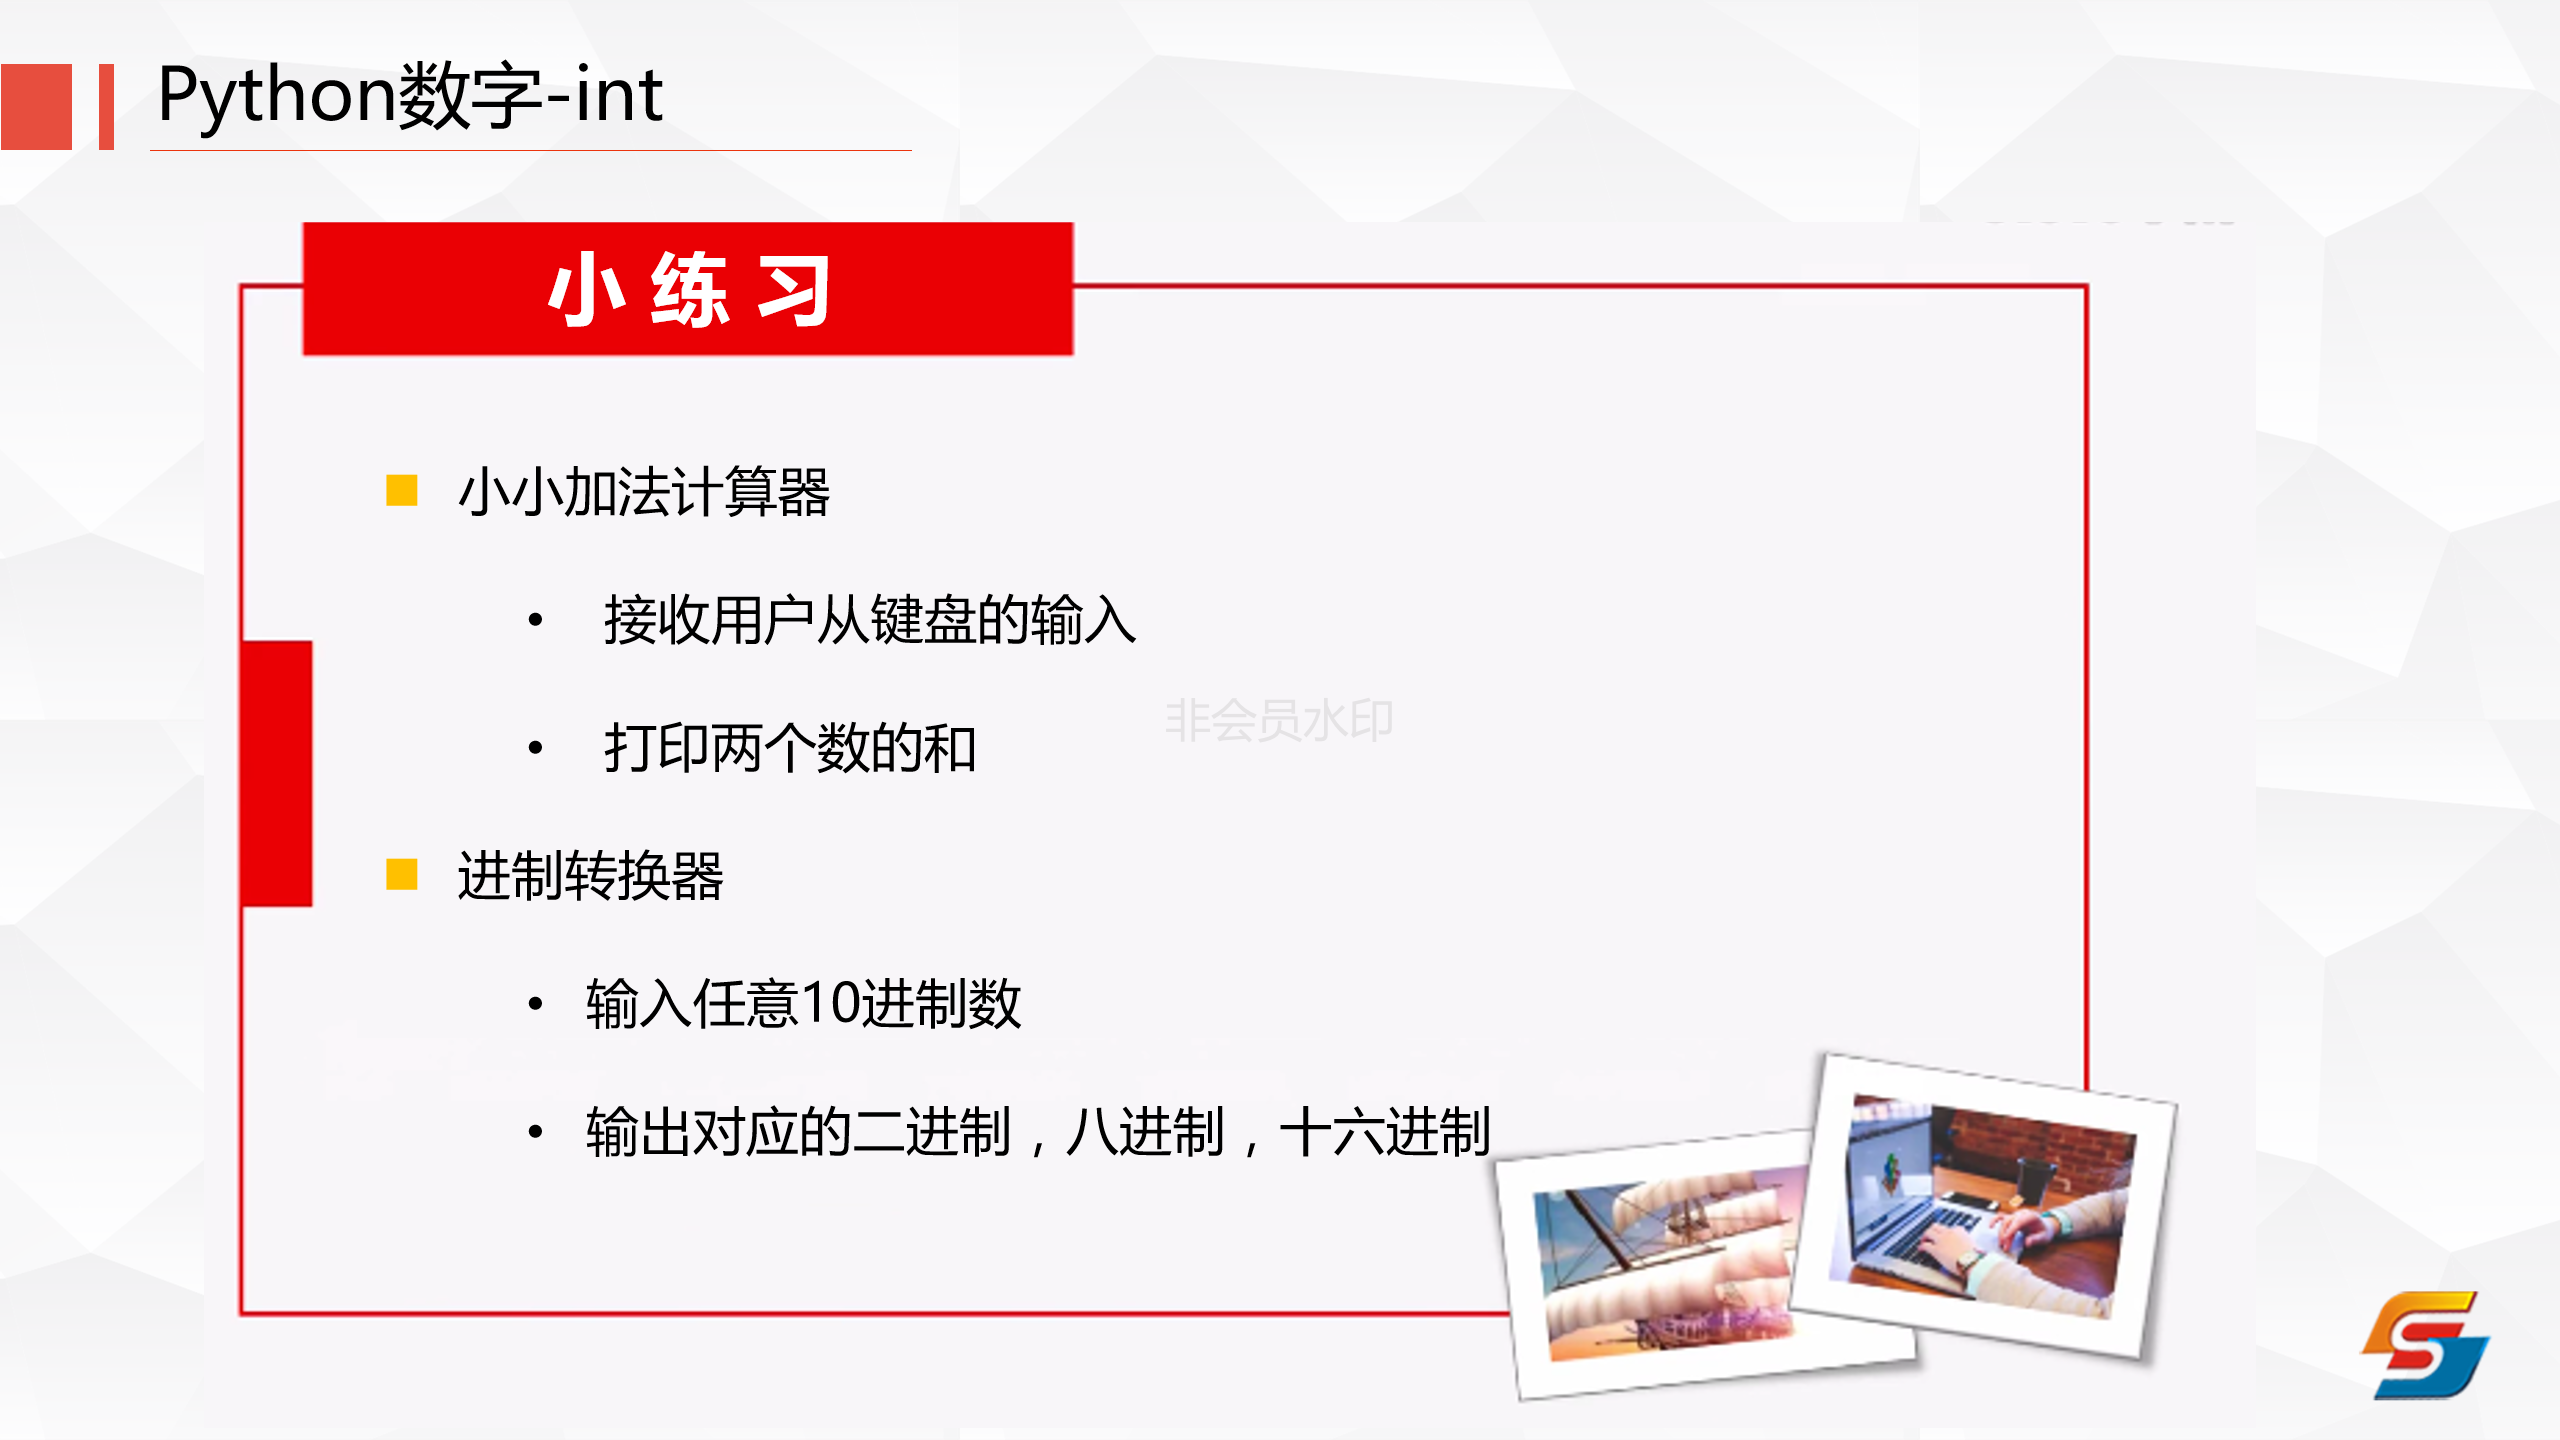 Python数字-int
小 练 习
小小加法计算器
接收用户从键盘的输入
非会员水印
打印两个数的和
进制转换器
输入任意10进制数
输出对应的二进制，八进制，十六进制